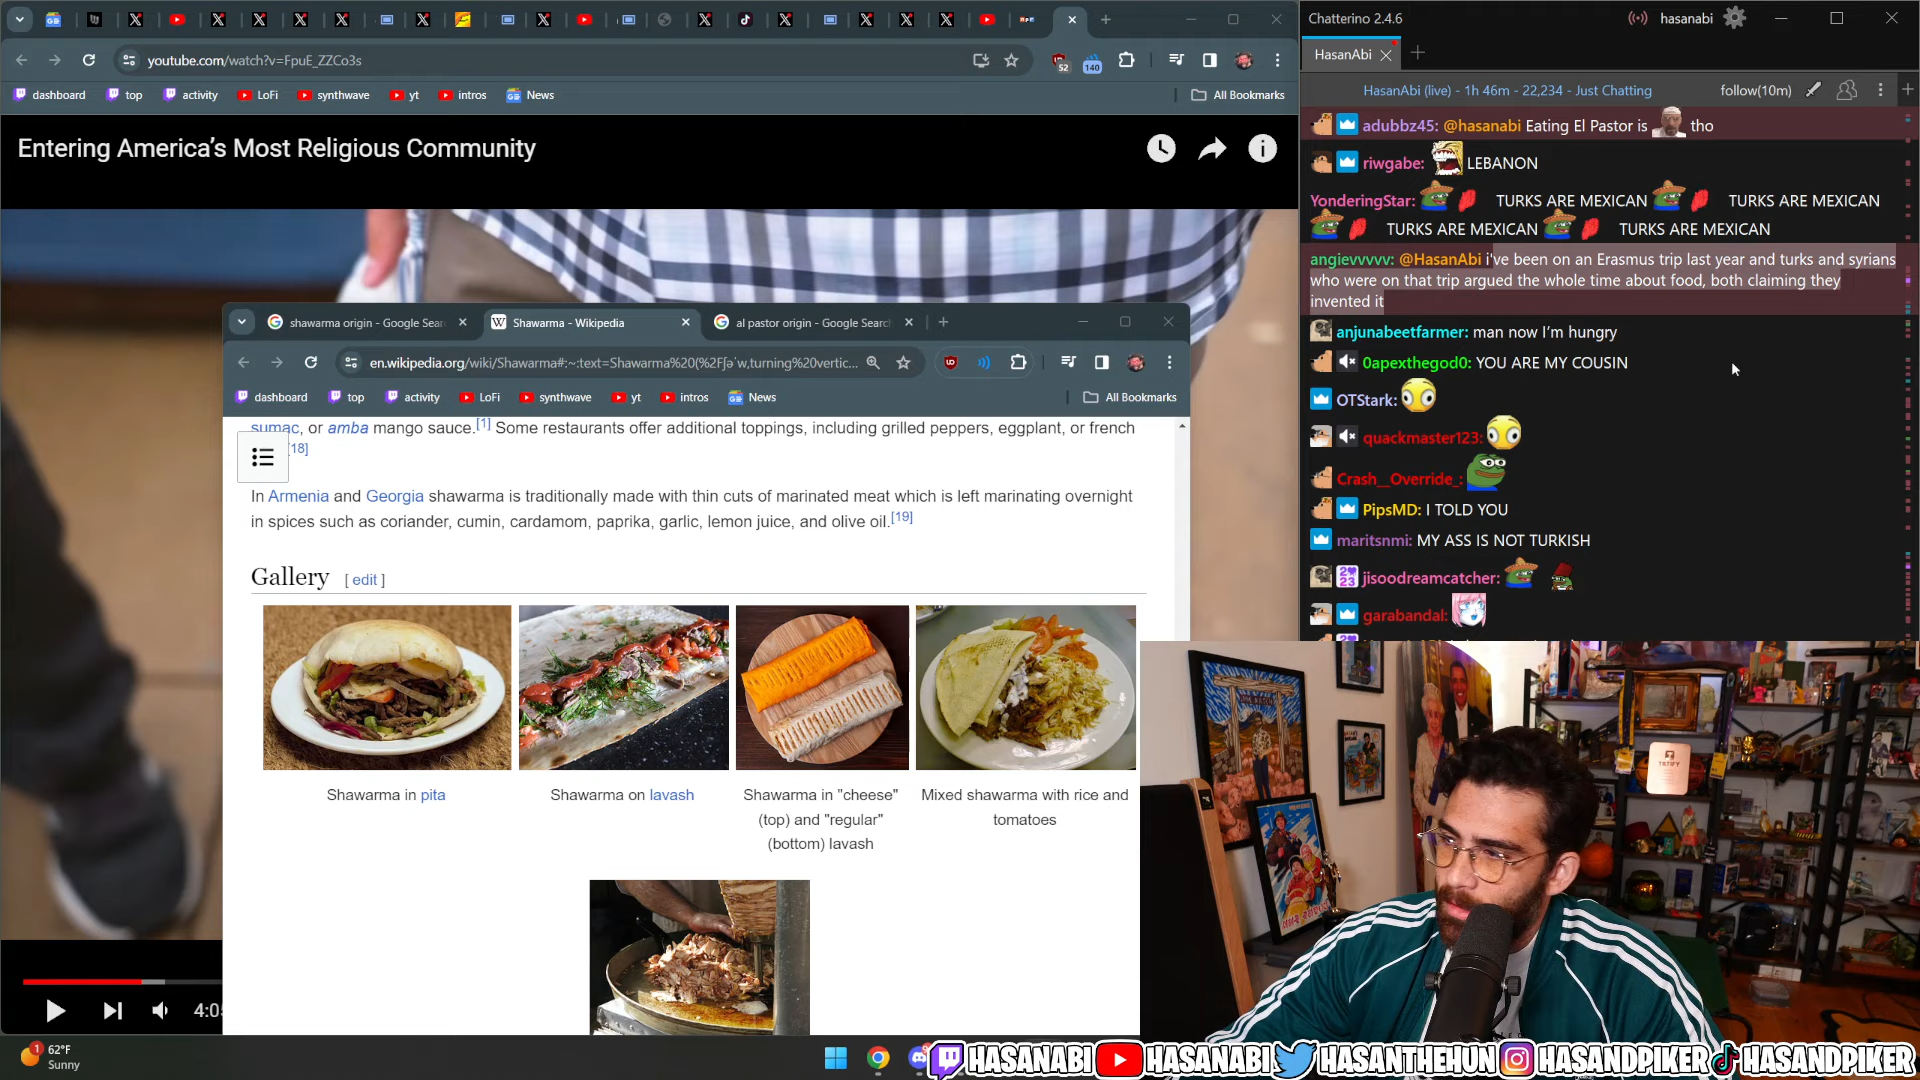 youtube.com/watch?v=FpuE_ZZCo3s
52
140
dashboard
top
activity
LoFi
synthwave
yt
intros
News
All Bookmarks
Entering America's Most Religious Community
shawarma origin - Google Sear
Shawarma - Wikipedia
al pastor origin - Google Search
en.wikipedia.org/wiki/Shawarma#:~:text=Shawarma%20(%2Fʃəˈw,turning%20vertic...
dashboard
top
activity
LoFi
synthwave
yt
intros
News
All Bookmarks
sumac, or amba mango sauce.[1] Some restaurants offer additional toppings, including grilled peppers, eggplant, or french
[18]
In Armenia and Georgia shawarma is traditionally made with thin cuts of marinated meat which is left marinating overnight
in spices such as coriander, cumin, cardamom, paprika, garlic, lemon juice, and olive oil.[19]
Gallery [ edit ]
Shawarma in pita
Shawarma on lavash
Shawarma in "cheese"
(top) and "regular"
(bottom) lavash
Mixed shawarma with rice and
tomatoes
4:0
1
62°F
Sunny
Chatterino 2.4.6
hasanabi
HasanAbi
HasanAbi (live) - 1h 46m - 22,234 - Just Chatting
follow(10m)
adubbz45: @hasanabi Eating El Pastor is tho
riwgabe: LEBANON
YonderingStar: TURKS ARE MEXICAN TURKS ARE MEXICAN
TURKS ARE MEXICAN TURKS ARE MEXICAN
angievvvvv: @HasanAbi i've been on an Erasmus trip last year and turks and syrians
who were on that trip argued the whole time about food, both claiming they
invented it
anjunabeetfarmer: man now I'm hungry
0apexthegod0: YOU ARE MY COUSIN
OTStark:
quackmaster123:
Crash__Override_:
PipsMD: I TOLD YOU
maritsnmi: MY ASS IS NOT TURKISH
jisoodreamcatcher:
garabandal:
HASANABI
HASANABI
HASANTHEHUN
HASANDPIKER
HASANDPIKER